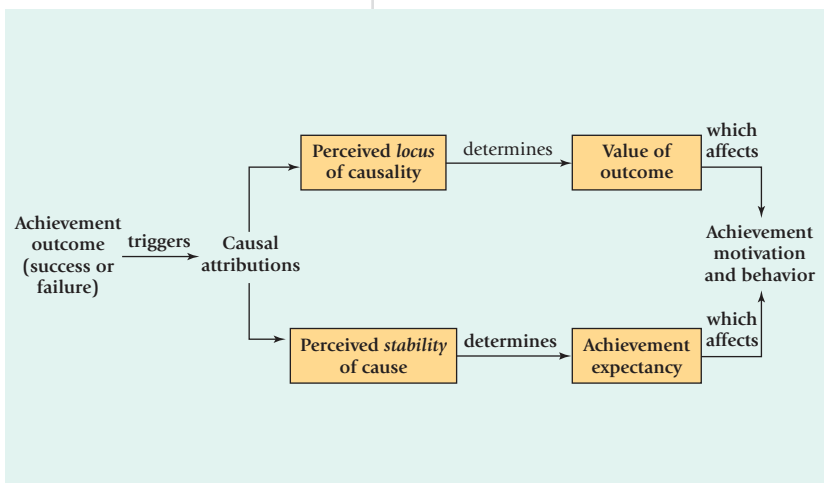 Achievement
outcome
(success or
failure)
triggers
Causal
attributions
Perceived locus
of causality
determines
Value of
outcome
which
affects
Perceived stability
of cause
determines
Achievement
expectancy
which
affects
Achievement
motivation
and behavior